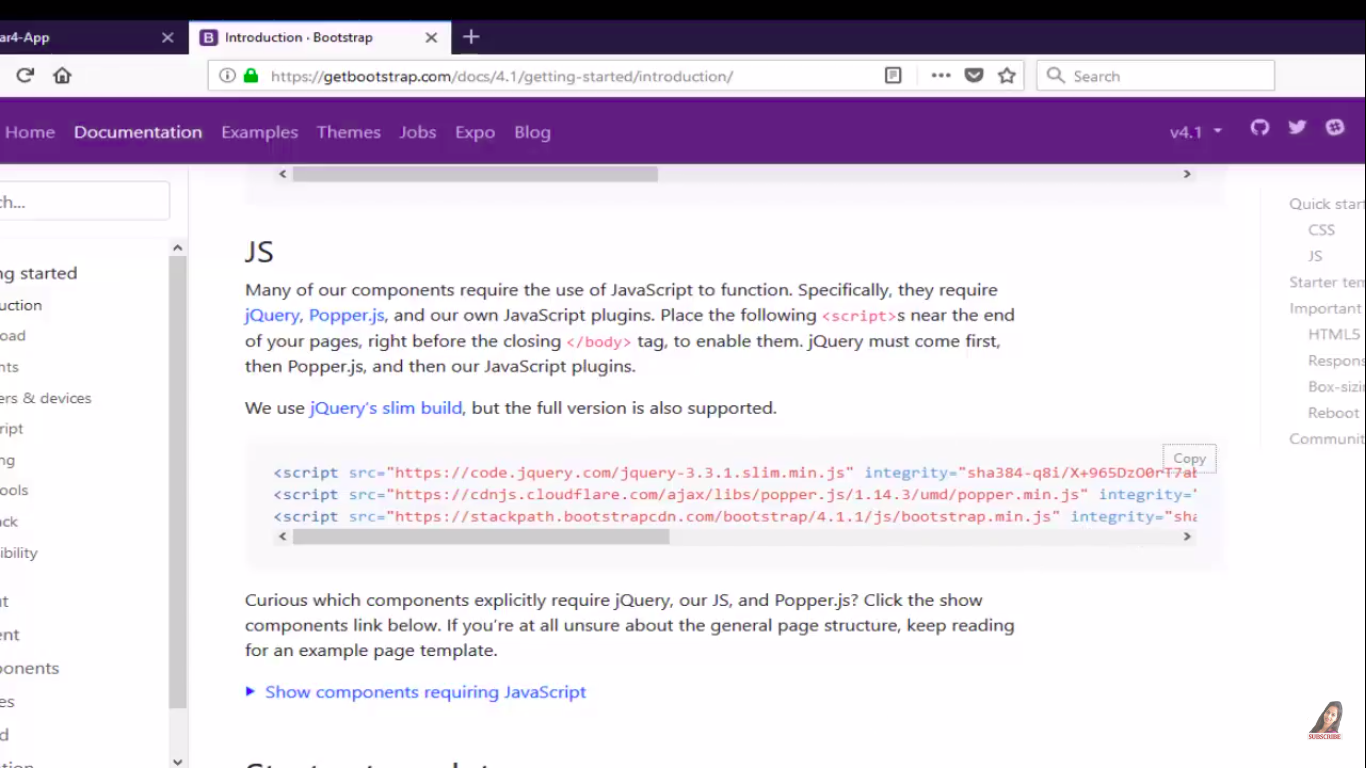 ar4-App
Introduction · Bootstrap
https://getbootstrap.com/docs/4.1/getting-started/introduction/
Search
Home Documentation Examples Themes Jobs Expo Blog
v4.1
ch...
ng started
uction
oad
nts
ers & devices
ript
ng
ools
ack
ibility
ut
ent
ponents
es
d
JS
Many of our components require the use of JavaScript to function. Specifically, they require
jQuery, Popper.js, and our own JavaScript plugins. Place the following <script>s near the end
of your pages, right before the closing </body> tag, to enable them. jQuery must come first,
then Popper.js, and then our JavaScript plugins.
We use jQuery's slim build, but the full version is also supported.
Copy
<script src="https://code.jquery.com/jquery-3.3.1.slim.min.js" integrity="sha384-q8i/X+965DzO0rT7ab
<script src="https://cdnjs.cloudflare.com/ajax/libs/popper.js/1.14.3/umd/popper.min.js" integrity="
<script src="https://stackpath.bootstrapcdn.com/bootstrap/4.1.1/js/bootstrap.min.js" integrity="sha
Curious which components explicitly require jQuery, our JS, and Popper.js? Click the show
components link below. If you're at all unsure about the general page structure, keep reading
for an example page template.
Show components requiring JavaScript
Quick start
CSS
JS
Starter tem
Important
HTML5
Respons
Box-sizi
Reboot
Communit
SUBSCRIBE